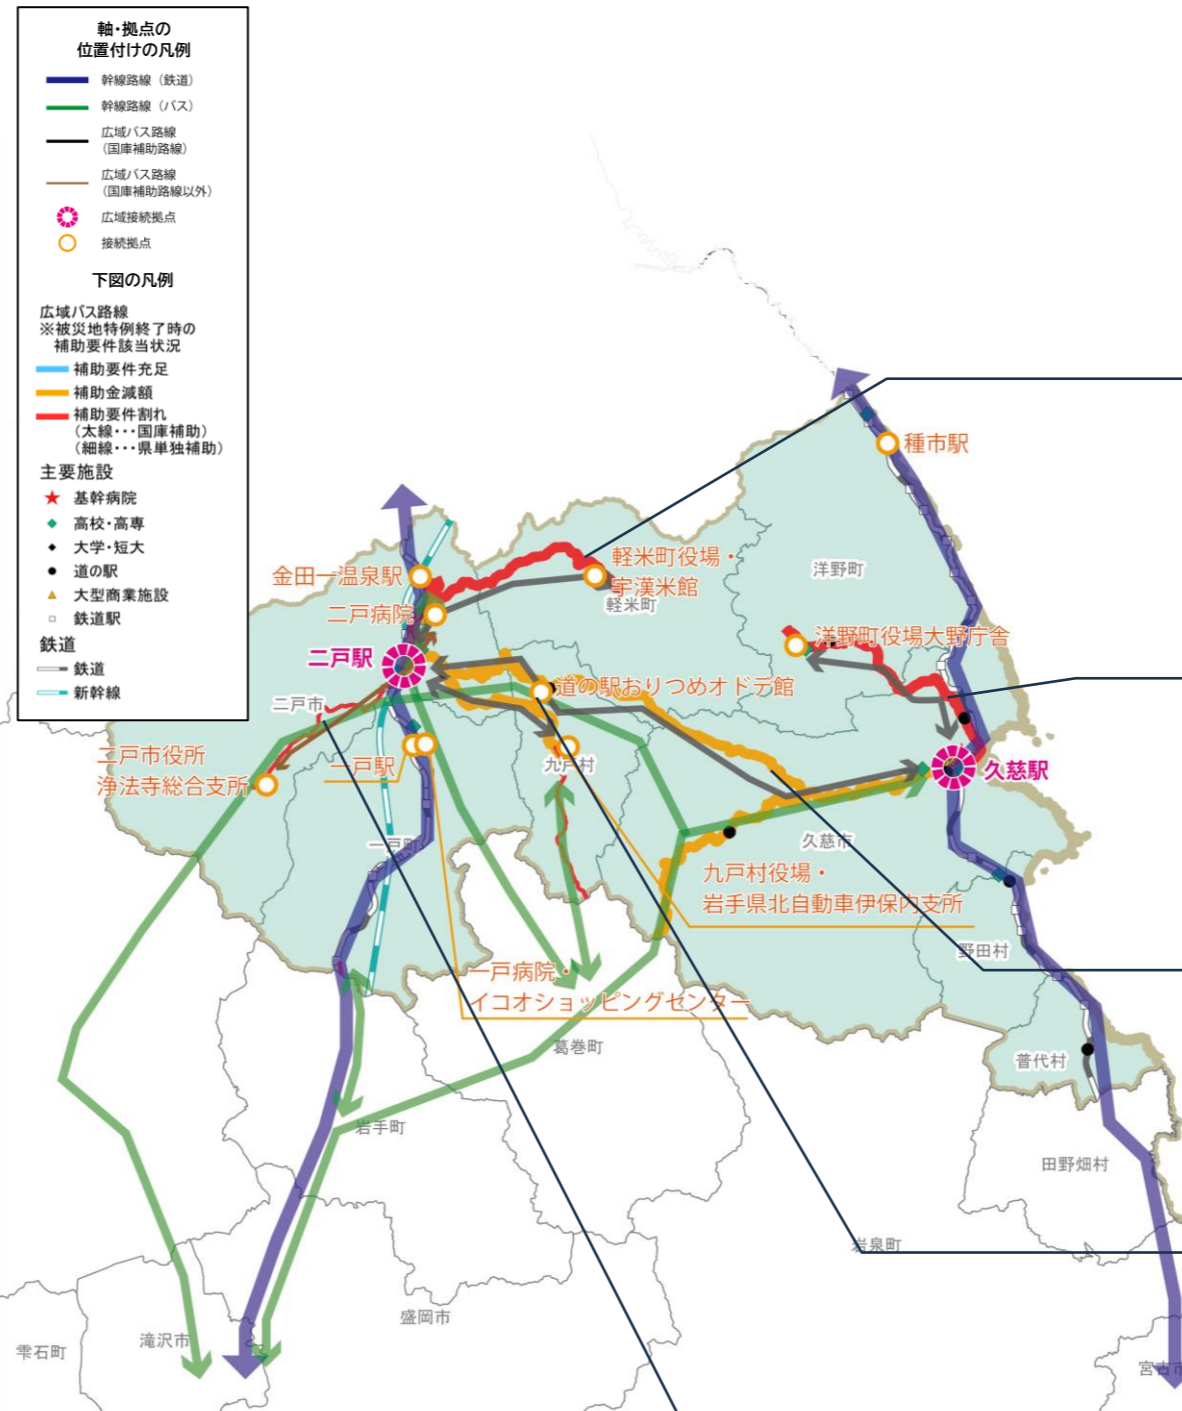 軸・拠点の
位置付けの凡例
幹線路線（鉄道）
幹線路線（バス）
広域バス路線
（国庫補助路線）
広域バス路線
（国庫補助路線以外）
広域接続拠点
接続拠点
下図の凡例
広域バス路線
※被災地特例終了時の
補助要件該当状況
補助要件充足
補助金減額
補助要件割れ
（太線・・・国庫補助）
（細線・・・県単独補助）
主要施設
基幹病院
高校・高専
大学・短大
道の駅
大型商業施設
鉄道駅
鉄道
鉄道
新幹線
種市駅
金田一温泉駅
軽米町役場・
宇漢米館
軽米町
洋野町
二戸病院
洋野町役場大野庁舎
二戸駅
道の駅おりつめオドデ館
二戸市
二戸市役所
浄法寺総合支所
一戸駅
九戸村
久慈駅
一戸町
久慈市
九戸村役場・
岩手県北自動車伊保内支所
野田村
一戸病院・
イコオショッピングセンター
葛巻町
普代村
岩手町
田野畑村
岩泉町
盛岡市
滝沢市
雫石町
宮古市